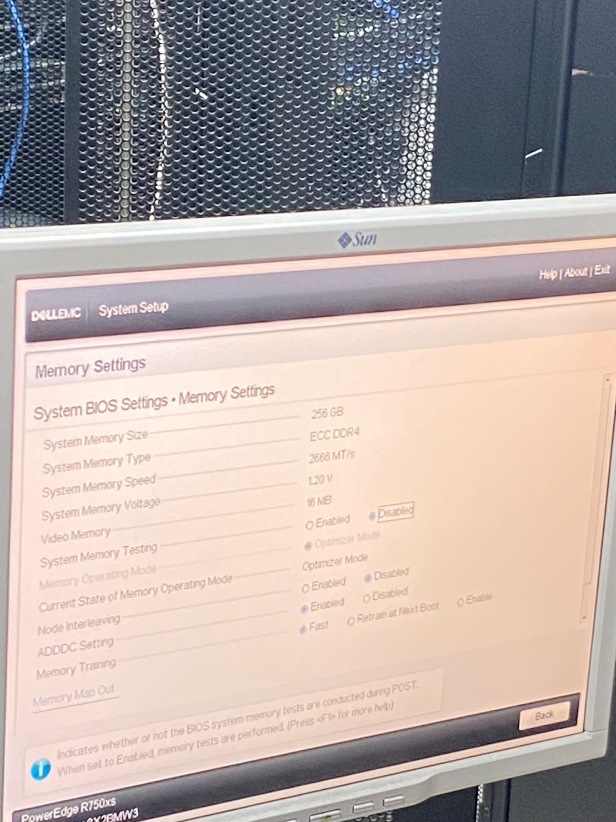 Sun
Help | About | Exit
DELLEMC System Setup
Memory Settings
System BIOS Settings • Memory Settings
System Memory Size 256 GB
System Memory Type ECC DDR4
System Memory Speed 2666 MT/s
System Memory Voltage 1.20 V
Video Memory 16 MB
System Memory Testing Enabled Disabled
Memory Operating Mode Optimizer Mode
Current State of Memory Operating Mode Optimizer Mode
Node Interleaving Enabled Disabled
ADDDC Setting Enabled Disabled
Memory Training Fast Retrain at Next Boot Enable
Memory Map Out
Indicates whether or not the BIOS system memory tests are conducted during POST.
When set to Enabled, memory tests are performed. (Press <F1> for more help)
Back
PowerEdge R750xs